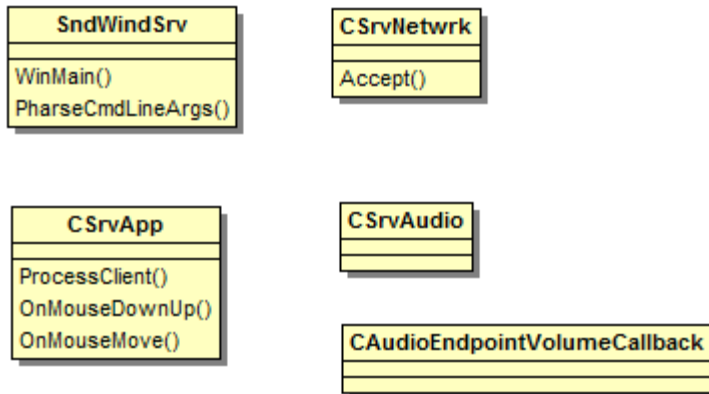 SndWindSrv
WinMain()
PharseCmdLineArgs()
CSrvNetwrk
Accept()
CSrvApp
ProcessClient()
OnMouseDownUp()
OnMouseMove()
CSrvAudio
CAudioEndpointVolumeCallback